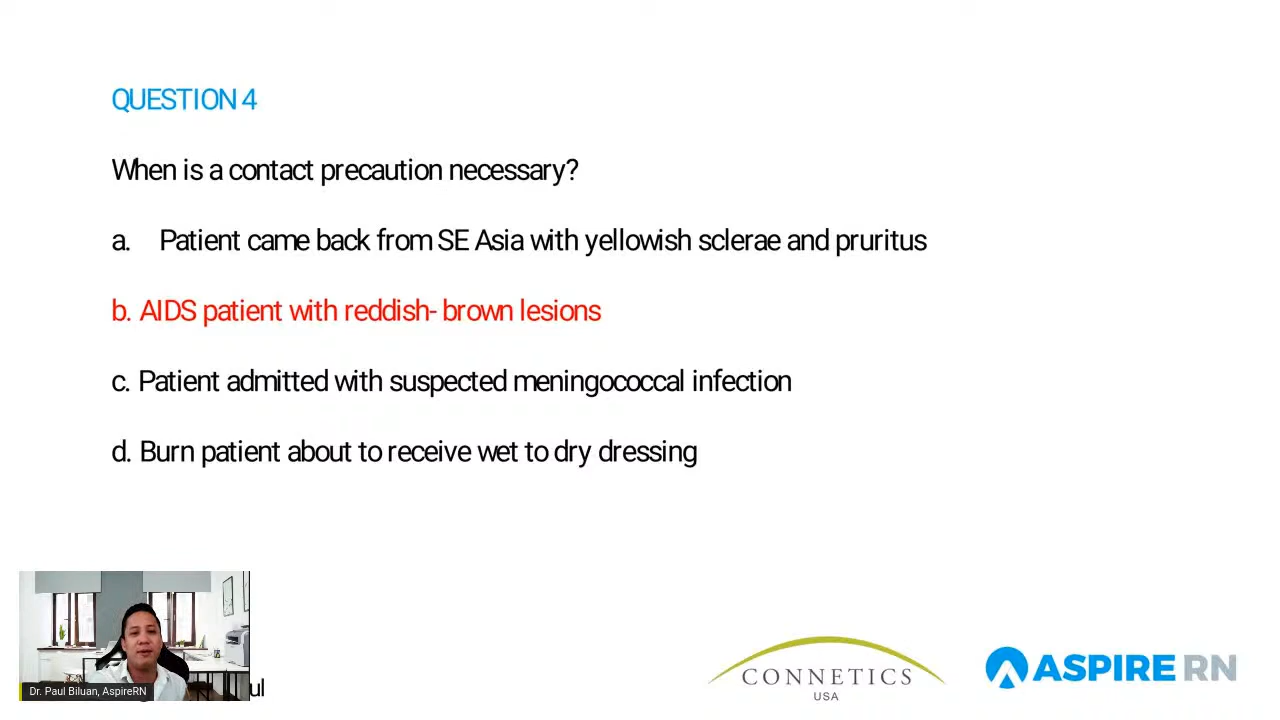 QUESTION 4
When is a contact precaution necessary?
a. Patient came back from SE Asia with yellowish sclerae and pruritus
b. AIDS patient with reddish- brown lesions
c. Patient admitted with suspected meningococcal infection
d. Burn patient about to receive wet to dry dressing
Dr. Paul Biluan, AspireRN
CONNETICS
USA
ASPIRE RN